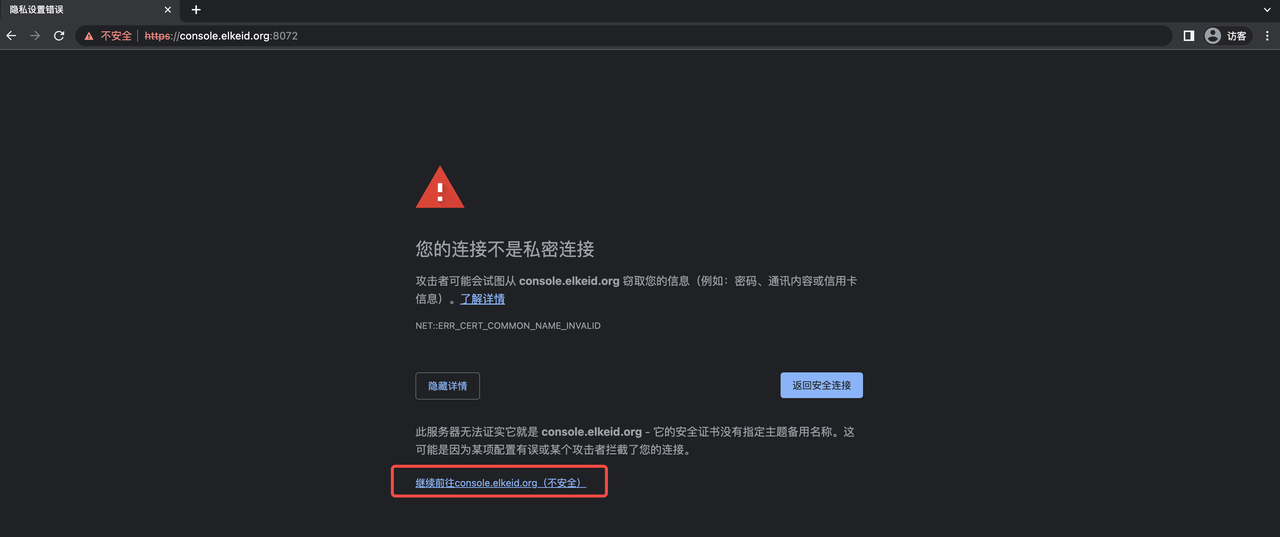 隐私设置错误
不安全 | https://console.elkeid.org:8072
访客
您的连接不是私密连接
攻击者可能会试图从 console.elkeid.org 窃取您的信息（例如：密码、通讯内容或信用卡
信息）。了解详情
NET::ERR_CERT_COMMON_NAME_INVALID
隐藏详情
返回安全连接
此服务器无法证实它就是 console.elkeid.org - 它的安全证书没有指定主题备用名称。这
可能是因为某项配置有误或某个攻击者拦截了您的连接。
继续前往console.elkeid.org（不安全）